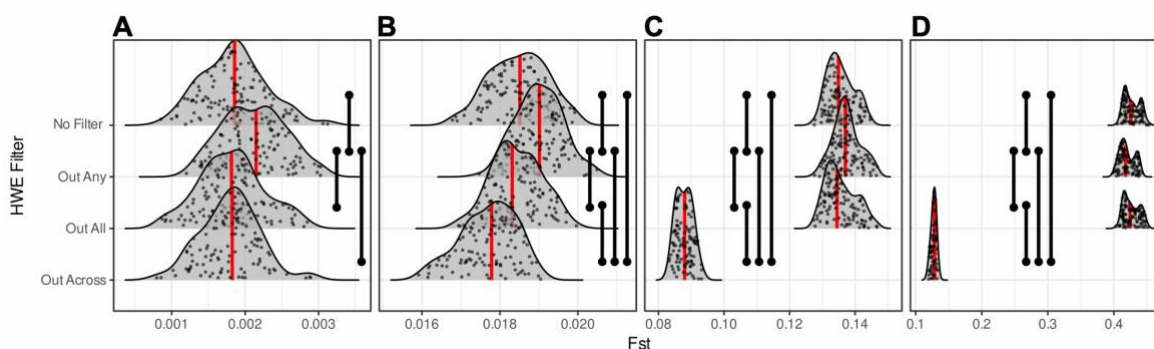 A B C D
HWE Filter
No Filter
Out Any
Out All
Out Across
0.001 0.002 0.003 0.016 0.018 0.020 0.08 0.10 0.12 0.14 0.1 0.2 0.3 0.4
Fst